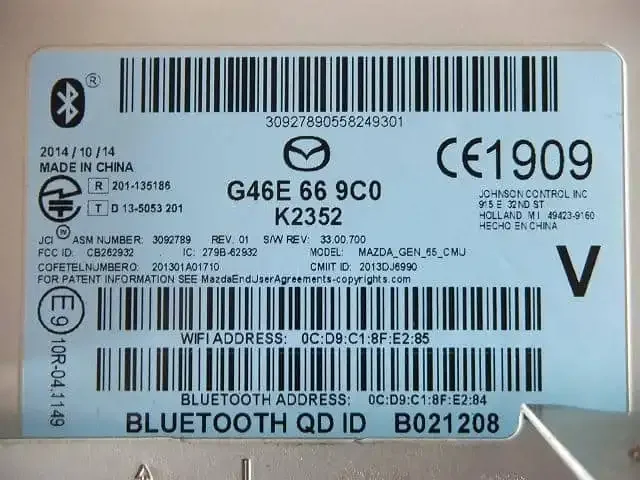 ®
30927890558249301
2014/10/14
MADE IN CHINA
R 201-135186
T D 13-5053 201
G46E 66 9C0
K2352
CE1909
JOHNSON CONTROL INC
915 E 32ND ST
HOLLAND MI 49423-9160
HECHO EN CHINA
JCI ASM NUMBER: 3092789 REV. 01 S/W REV: 33.00.700
FCC ID: CB262932 IC: 279B-62932 MODEL: MAZDA_GEN_65_CMU
COFETELNUMERO: 201301A01710 CMIIT ID: 2013DJ6990
FOR PATENT INFORMATION SEE MazdaEndUserAgreements-copyrights.com
V
E9
10R-04.1149
WIFI ADDRESS: 0C:D9:C1:8F:E2:85
BLUETOOTH ADDRESS: 0C:D9:C1:8F:E2:84
BLUETOOTH QD ID B021208